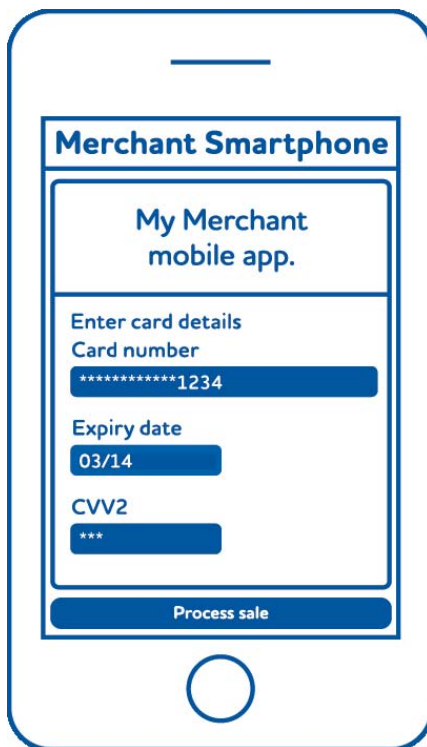 Merchant Smartphone
My Merchant
mobile app.
Enter card details
Card number
************1234
Expiry date
03/14
CVV2
***
Process sale